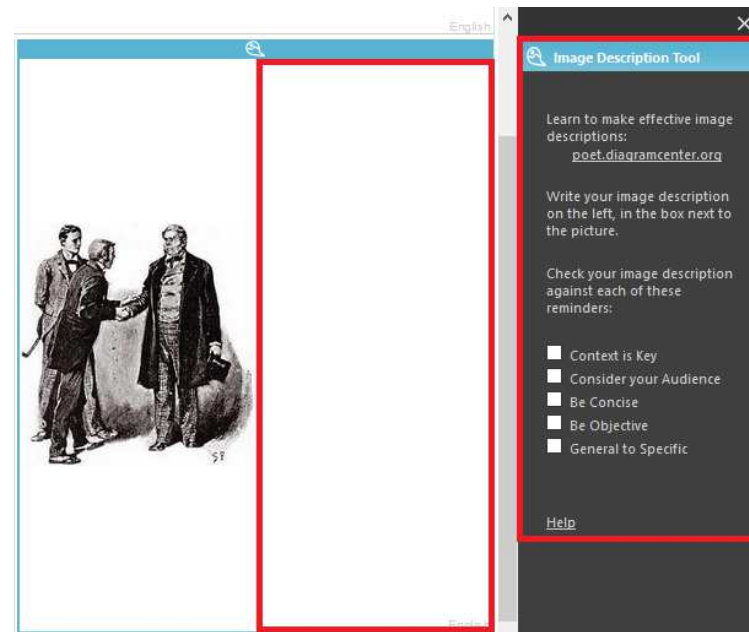 English
Image Description Tool
Learn to make effective image
descriptions:
poet.diagramcenter.org
Write your image description
on the left, in the box next to
the picture.
Check your image description
against each of these
reminders:
Context is Key
Consider your Audience
Be Concise
Be Objective
General to Specific
Help
SP
English